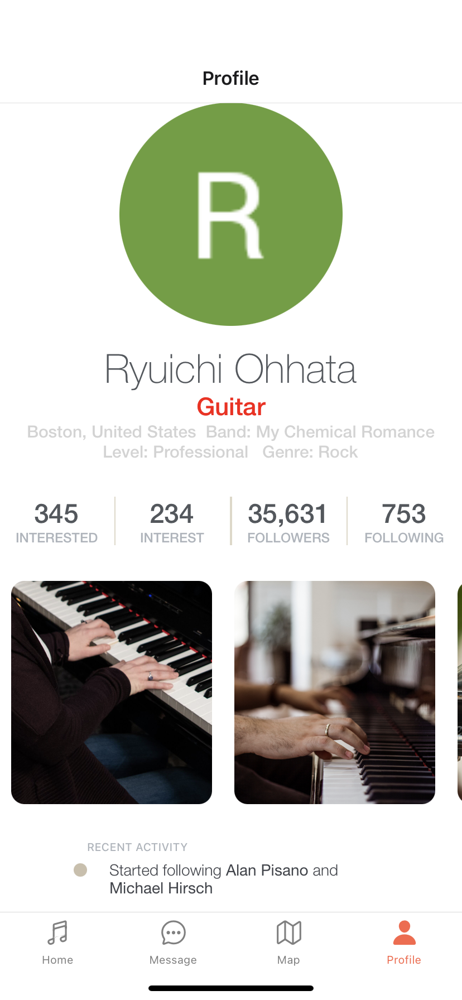 Profile
R
Ryuichi Ohhata
Guitar
Boston, United States  Band: My Chemical Romance
Level: Professional   Genre: Rock
345
INTERESTED
234
INTEREST
35,631
FOLLOWERS
753
FOLLOWING
RECENT ACTIVITY
Started following Alan Pisano and
Michael Hirsch
Home
Message
Map
Profile